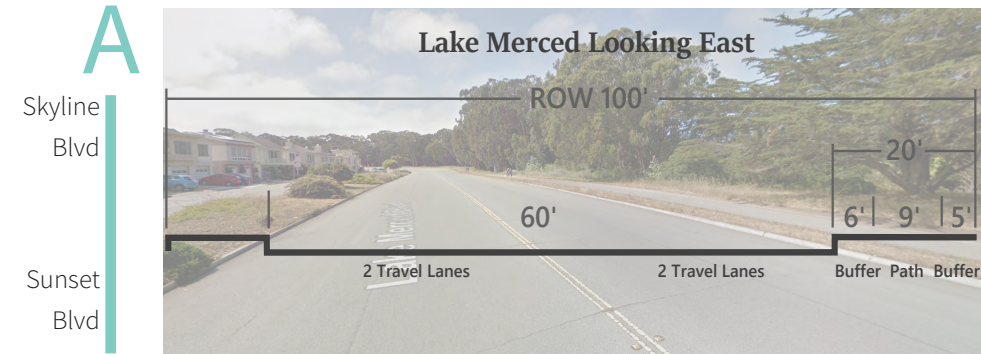 A
Skyline
Blvd
Sunset
Blvd
Lake Merced Looking East
ROW 100'
20'
60'
6' 9' 5'
2 Travel Lanes 2 Travel Lanes Buffer Path Buffer